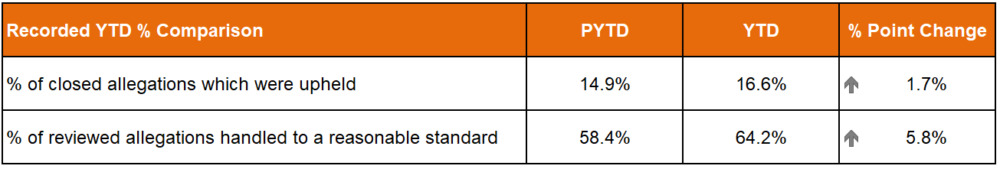 Recorded YTD % Comparison PYTD YTD % Point Change
% of closed allegations which were upheld 14.9% 16.6% 1.7%
% of reviewed allegations handled to a reasonable standard 58.4% 64.2% 5.8%